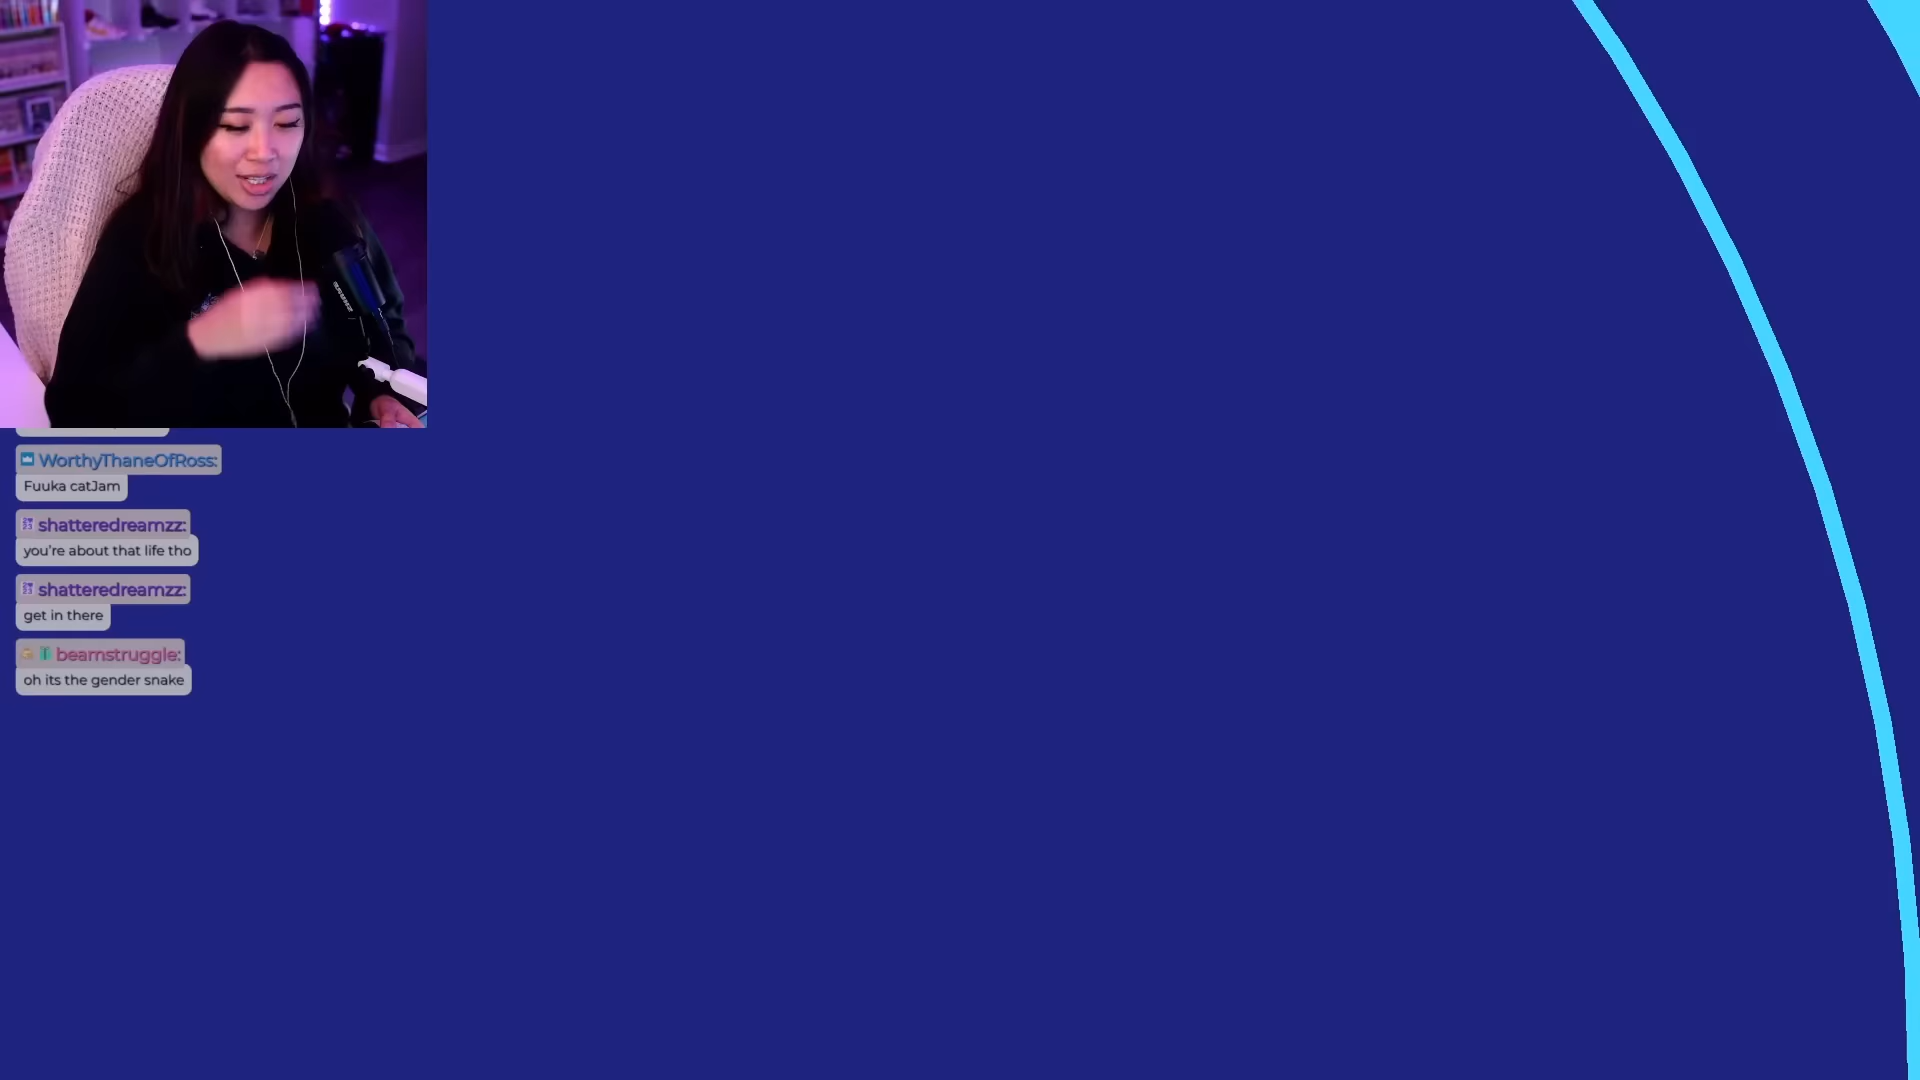 WorthyThaneOfRoss:
Fuuka catJam
shatteredreamzz:
you're about that life tho
shatteredreamzz:
get in there
beamstruggle:
oh its the gender snake